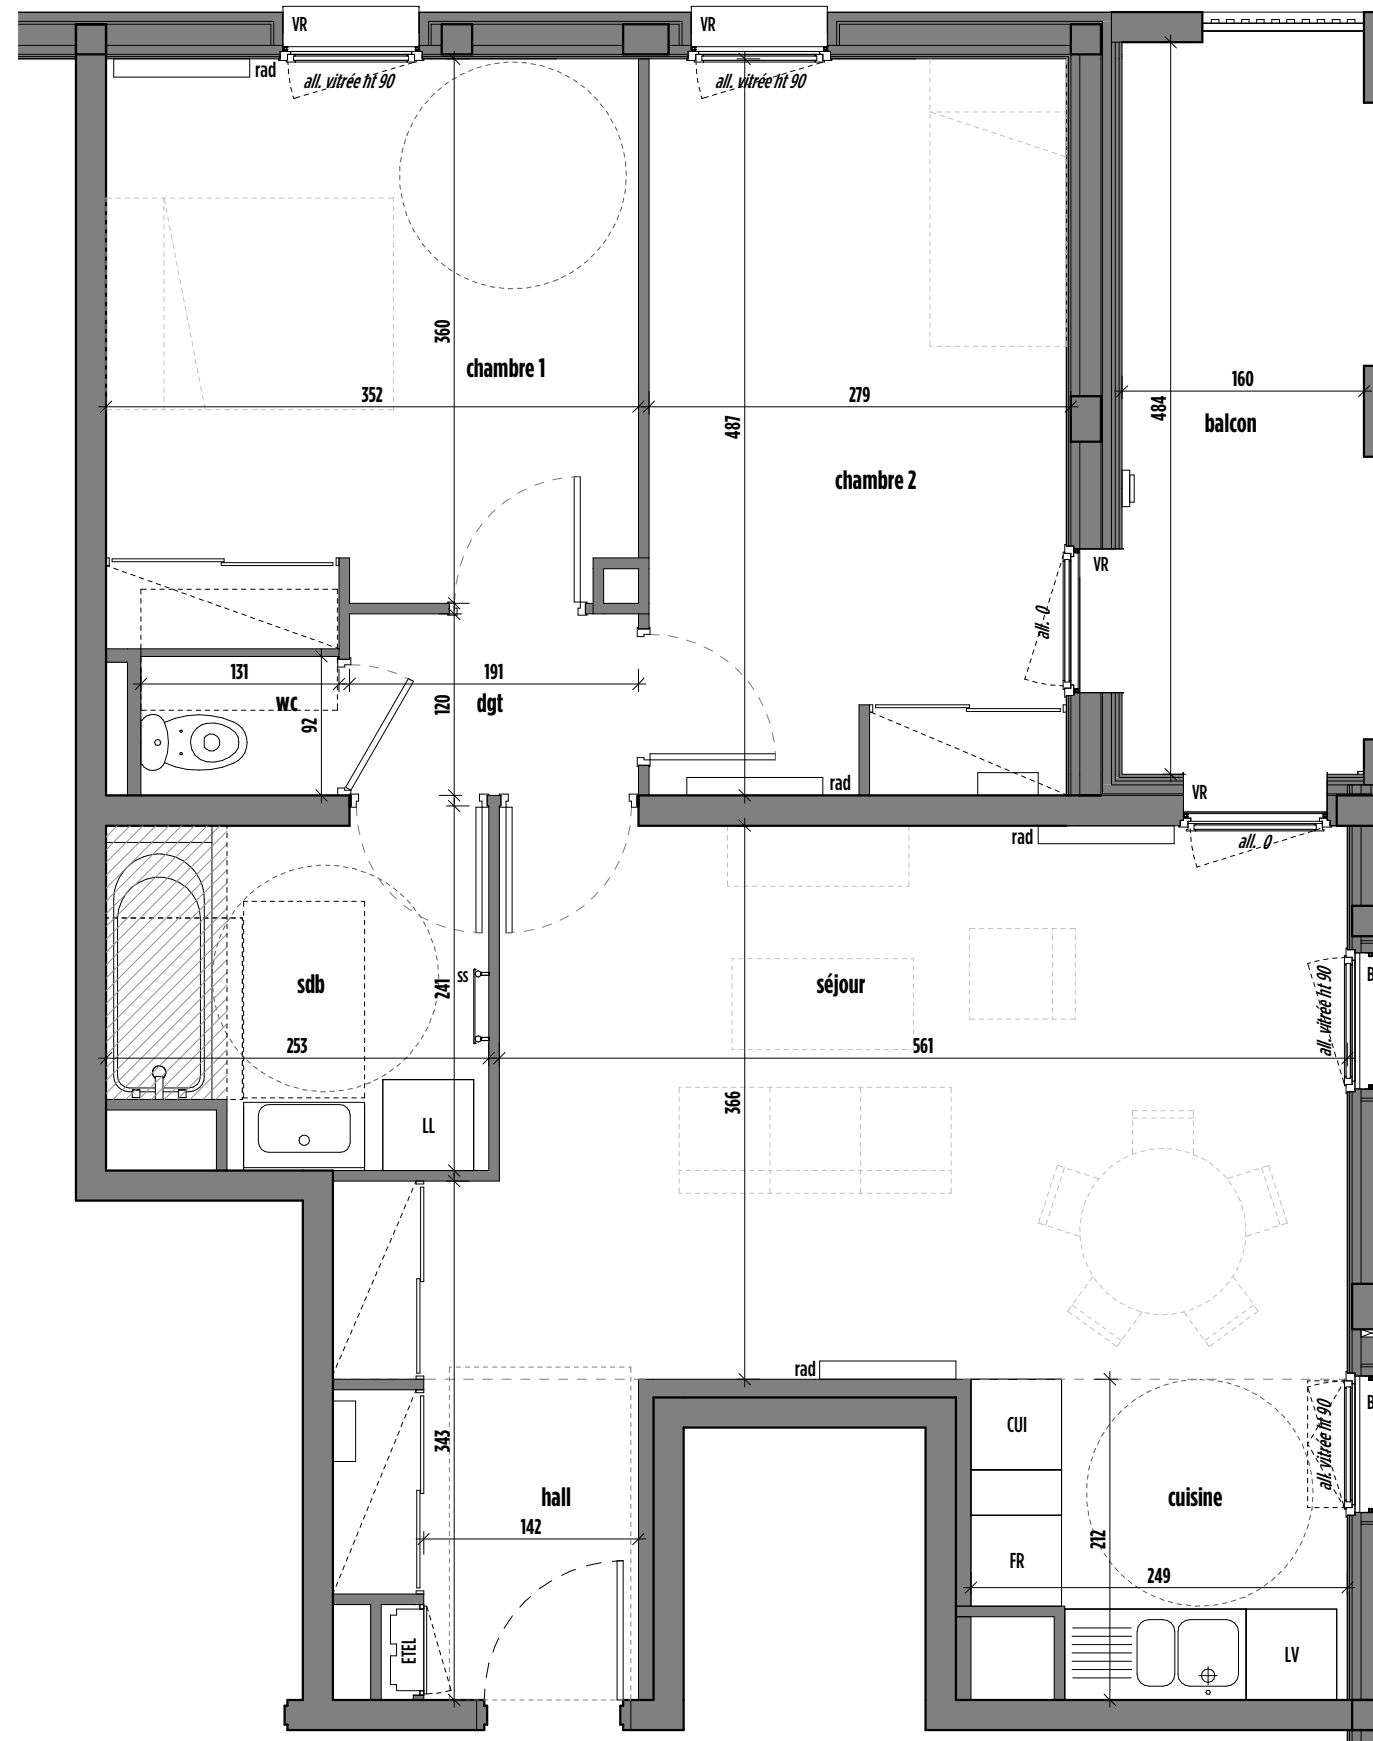 VR
VR
rad
all. vitrée ht 90
all. vitrée ht 90
360
chambre 1
352
279
160
487
484
balcon
chambre 2
VR
all. 0
131
191
wc
dgt
92
120
rad
VR
rad
all. 0
sdb
241
ss
séjour
all. vitrée ht 90
B
253
561
366
LL
rad
343
CUI
all. vitrée ht 90
B
hall
cuisine
142
212
FR
249
ETEL
LV